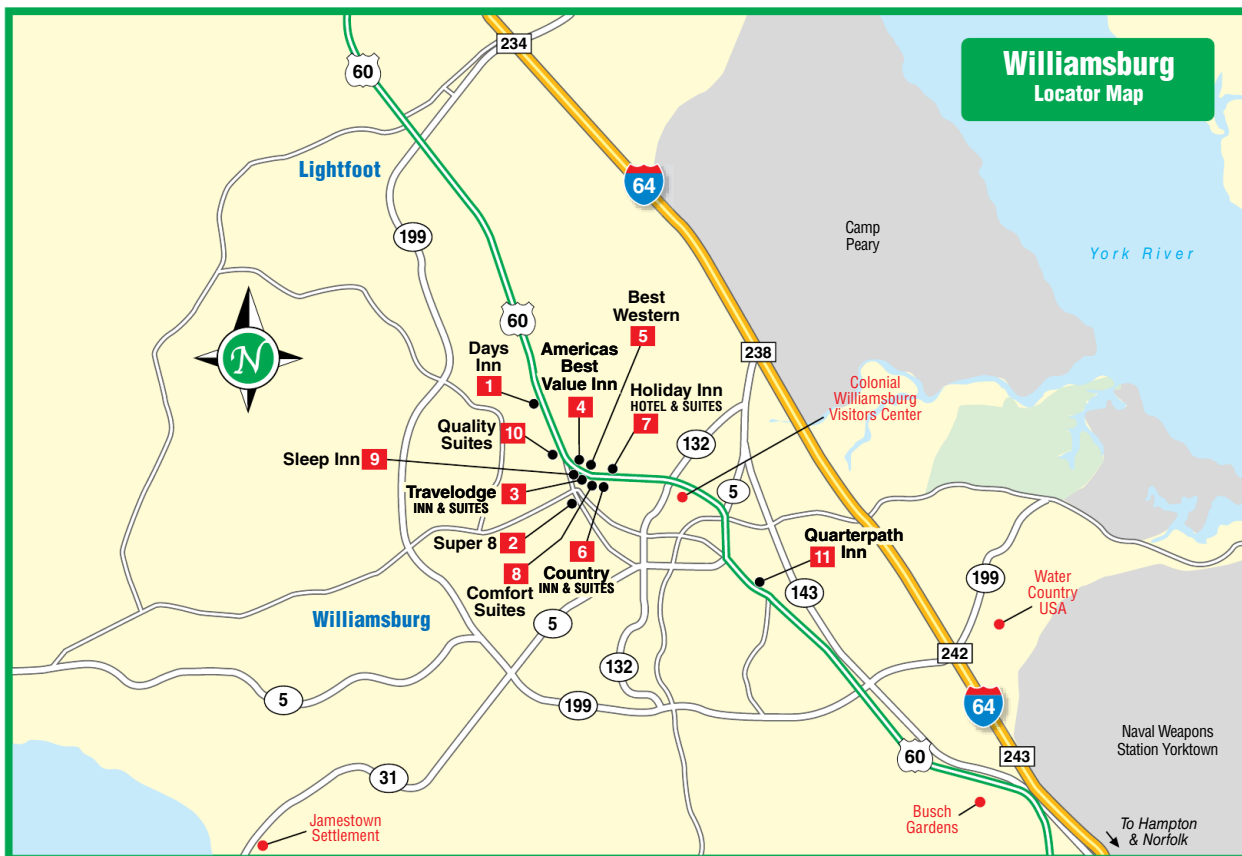 Williamsburg
Locator Map
234
60
Lightfoot
64
199
Camp
Peary
York River
N
60
Best
Western
5
Days
Inn
1
Americas
Best
Value Inn
4
238
Holiday Inn
HOTEL & SUITES
7
Colonial
Williamsburg
Visitors Center
Quality
Suites
10
132
Sleep Inn
9
Travelodge
INN & SUITES
3
5
Super 8
2
6
Country
INN & SUITES
8
Comfort
Suites
Quarterpath
Inn
11
199
Water
Country
USA
143
Williamsburg
5
132
242
5
199
64
Naval Weapons
Station Yorktown
60
243
31
Jamestown
Settlement
Busch
Gardens
To Hampton
& Norfolk